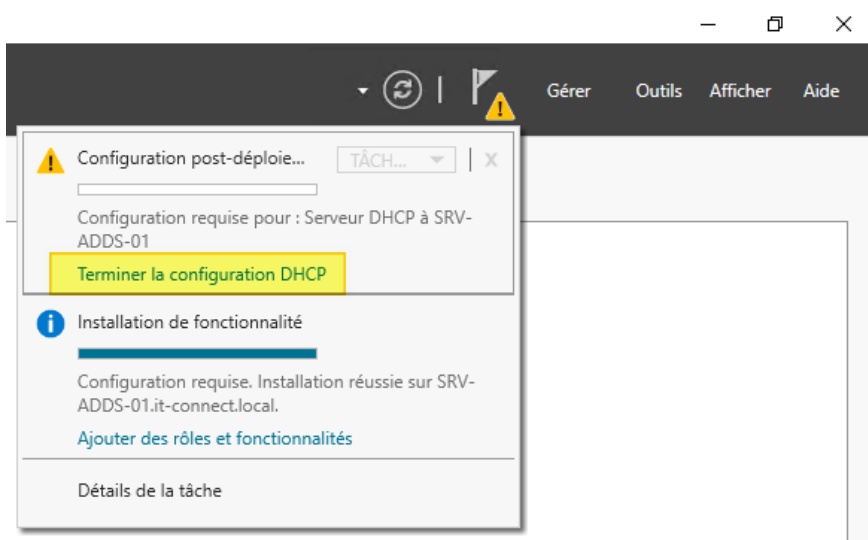 Gérer Outils Afficher Aide
Configuration post-déploie... TÂCH... X
Configuration requise pour : Serveur DHCP à SRV-
ADDS-01
Terminer la configuration DHCP
Installation de fonctionnalité
Configuration requise. Installation réussie sur SRV-
ADDS-01.it-connect.local.
Ajouter des rôles et fonctionnalités
Détails de la tâche